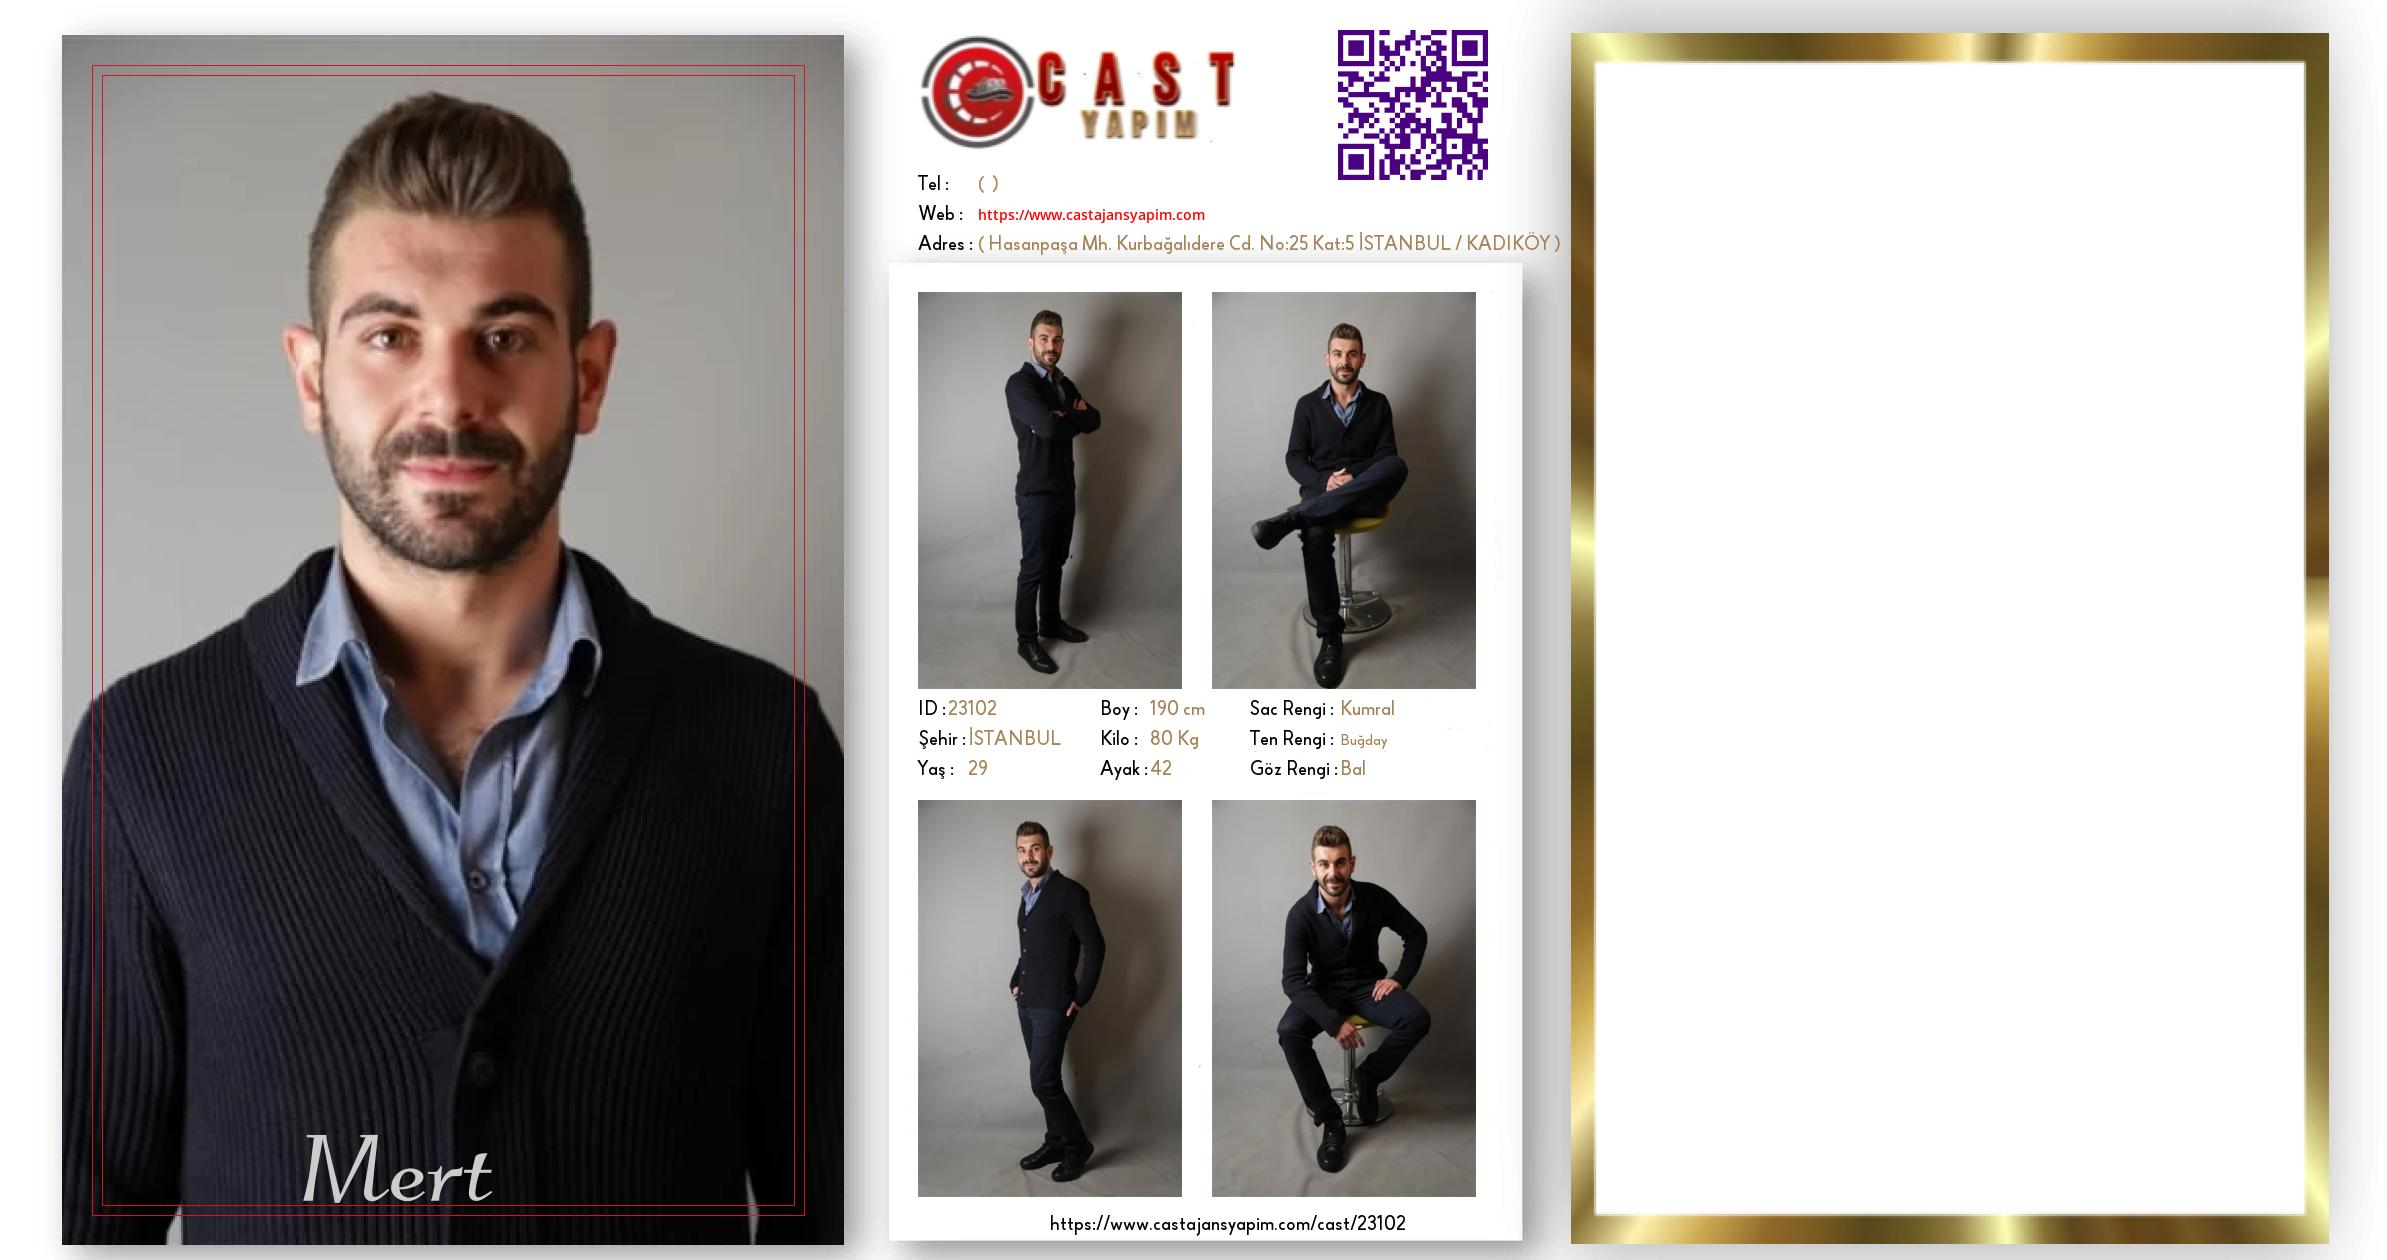 Mert
CAST
YAPIM
Tel : ( )
Web : https://www.castajansyapim.com
Adres : ( Hasanpaşa Mh. Kurbağalıdere Cd. No:25 Kat:5 İSTANBUL / KADIKÖY )
ID : 23102 Boy : 190 cm Sac Rengi : Kumral
Şehir : İSTANBUL Kilo : 80 Kg Ten Rengi : Buğday
Yaş : 29 Ayak : 42 Göz Rengi : Bal
https://www.castajansyapim.com/cast/23102